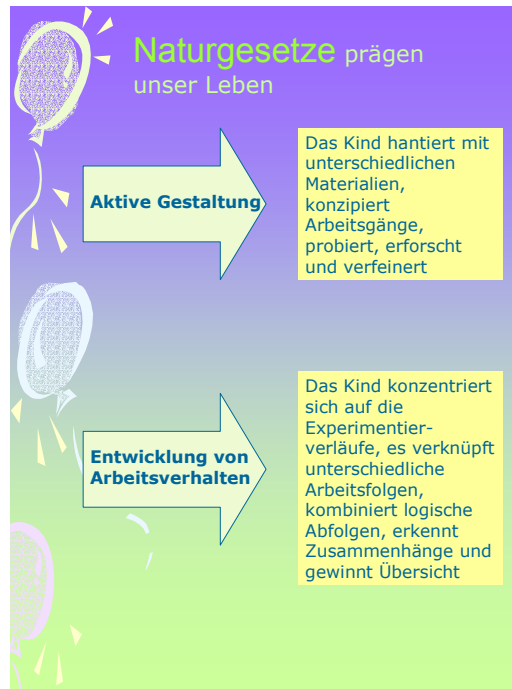 Naturgesetze prägen
unser Leben
Aktive Gestaltung
Das Kind hantiert mit
unterschiedlichen
Materialien,
konzipiert
Arbeitsgänge,
probiert, erforscht
und verfeinert
Entwicklung von
Arbeitsverhalten
Das Kind konzentriert
sich auf die
Experimentier-
verläufe, es verknüpft
unterschiedliche
Arbeitsfolgen,
kombiniert logische
Abfolgen, erkennt
Zusammenhänge und
gewinnt Übersicht